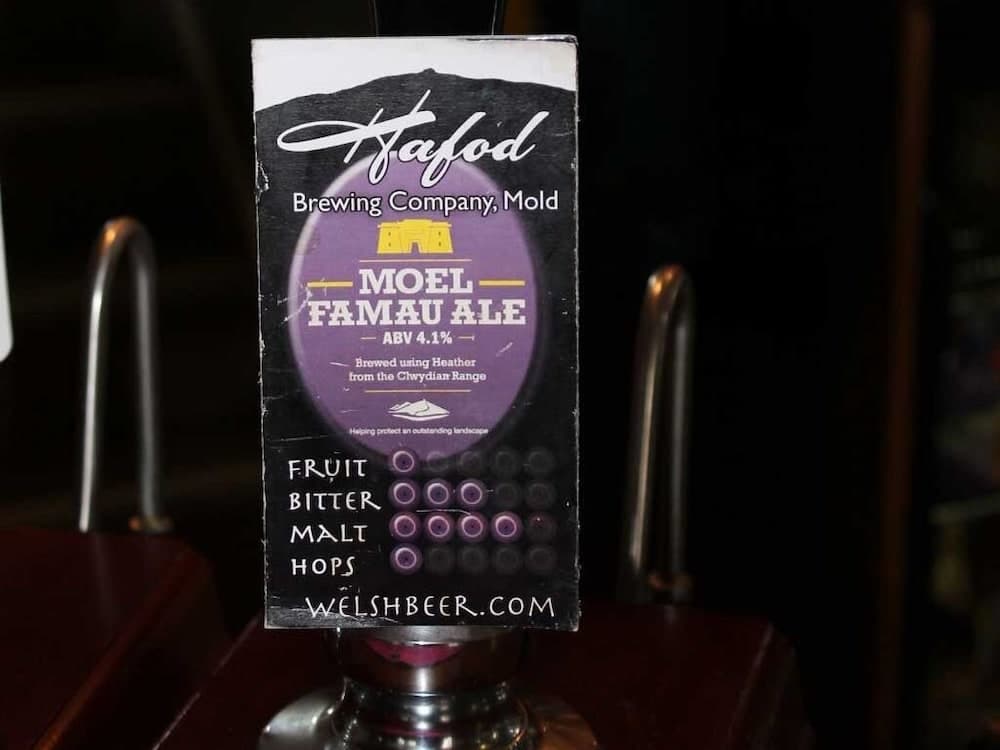 Hafod
Brewing Company, Mold
MOEL
FAMAU ALE
ABV 4.1%
Brewed using Heather
from the Clwydian Range
Helping protect an outstanding landscape
FRUIT
BITTER
MALT
HOPS
WELSHBEER.COM